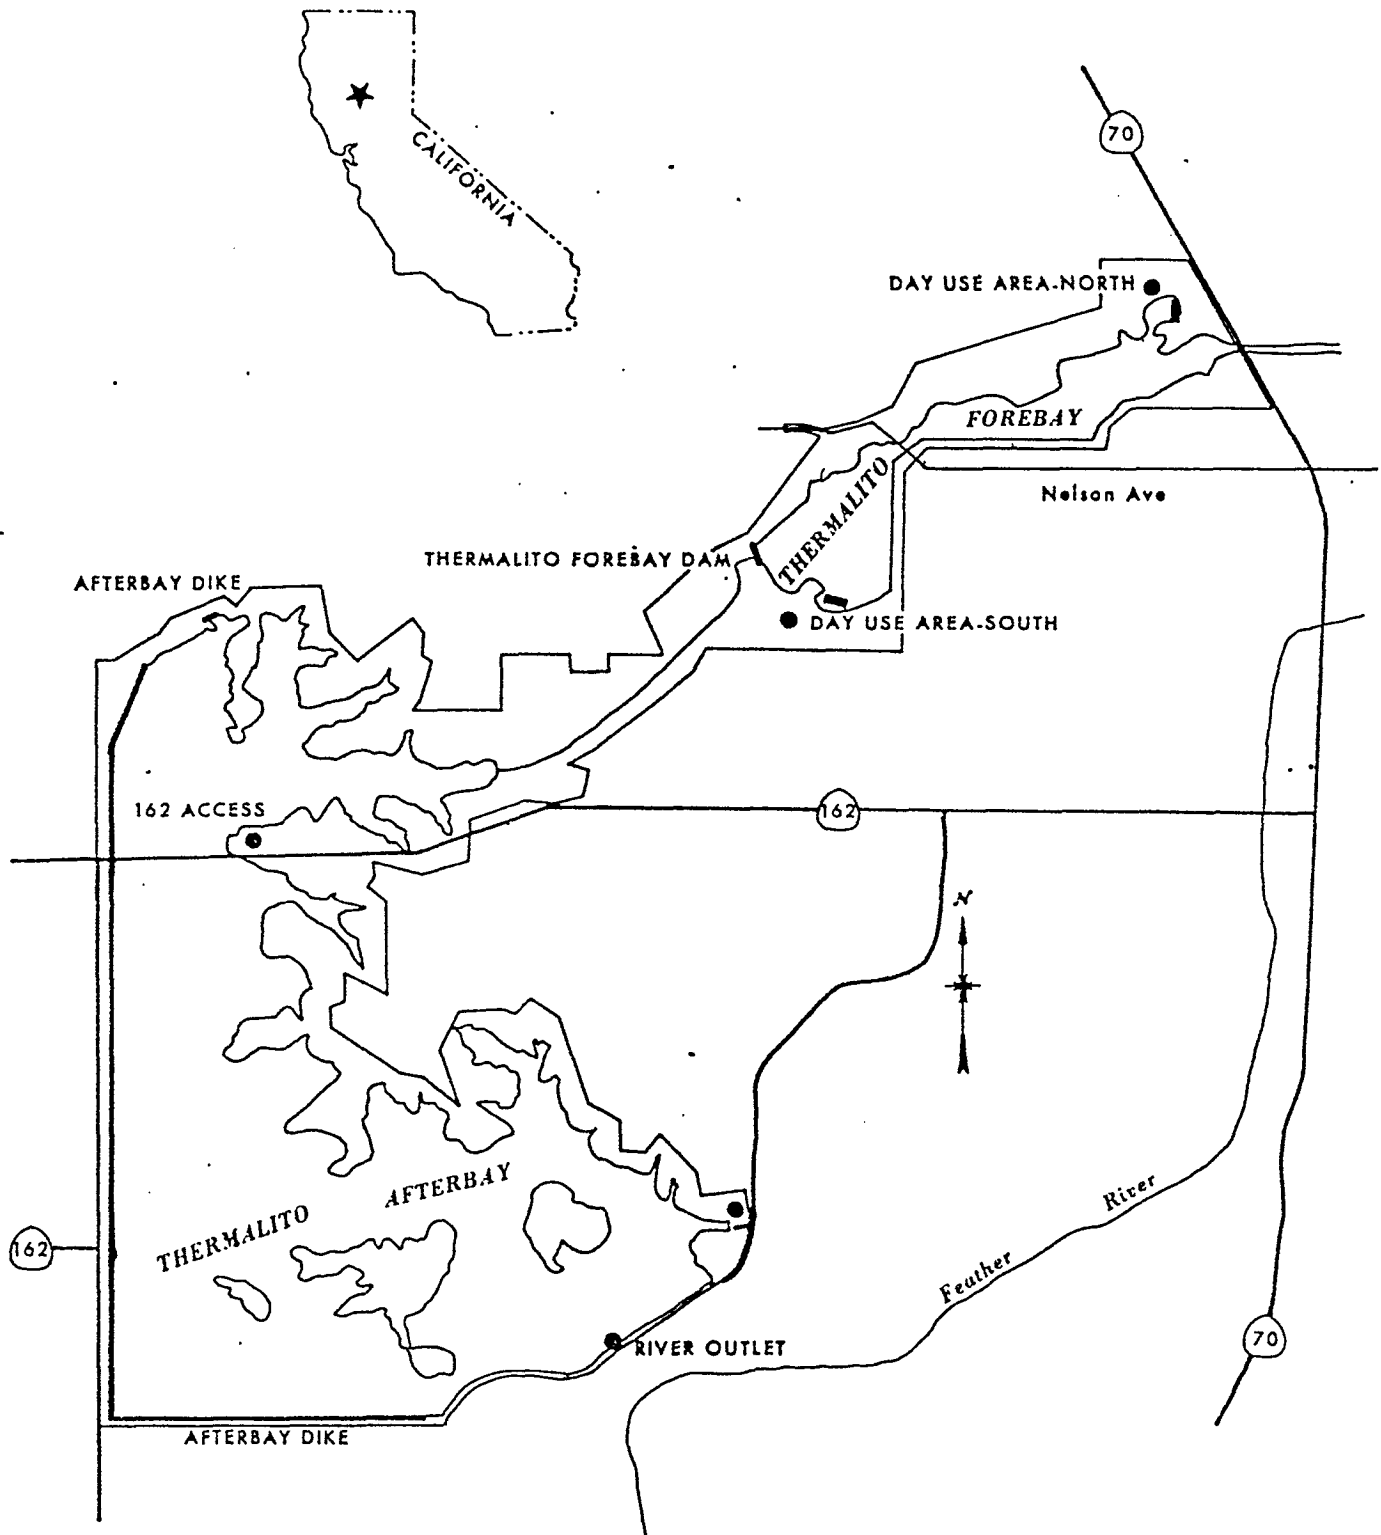 CALIFORNIA
70
DAY USE AREA-NORTH
FOREBAY
THERMALITO
Nelson Ave
THERMALITO FOREBAY DAM
AFTERBAY DIKE
DAY USE AREA-SOUTH
162 ACCESS
162
N
THERMALITO AFTERBAY
River
Feather
162
70
RIVER OUTLET
AFTERBAY DIKE